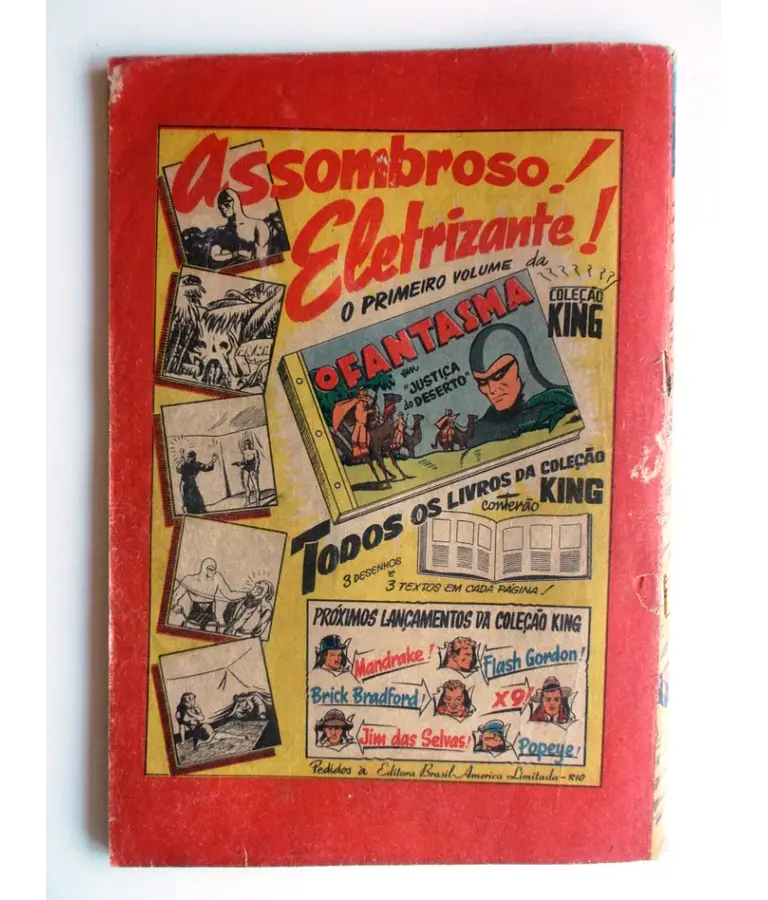 Assombroso!
Eletrizante!
O PRIMEIRO VOLUME da
COLEÇÃO
KING
O FANTASMA
em
"JUSTIÇA
do DESERTO"
TODOS OS LIVROS DA COLEÇÃO
KING
conterão
3 DESENHOS
e
3 TEXTOS EM CADA PÁGINA!
PRÓXIMOS LANÇAMENTOS DA COLEÇÃO KING
Mandrake!
Flash Gordon!
Brick Bradford!
X9!
Jim das Selvas!
Popeye!
Pedidos à Editora Brasil-America Limitada-RIO